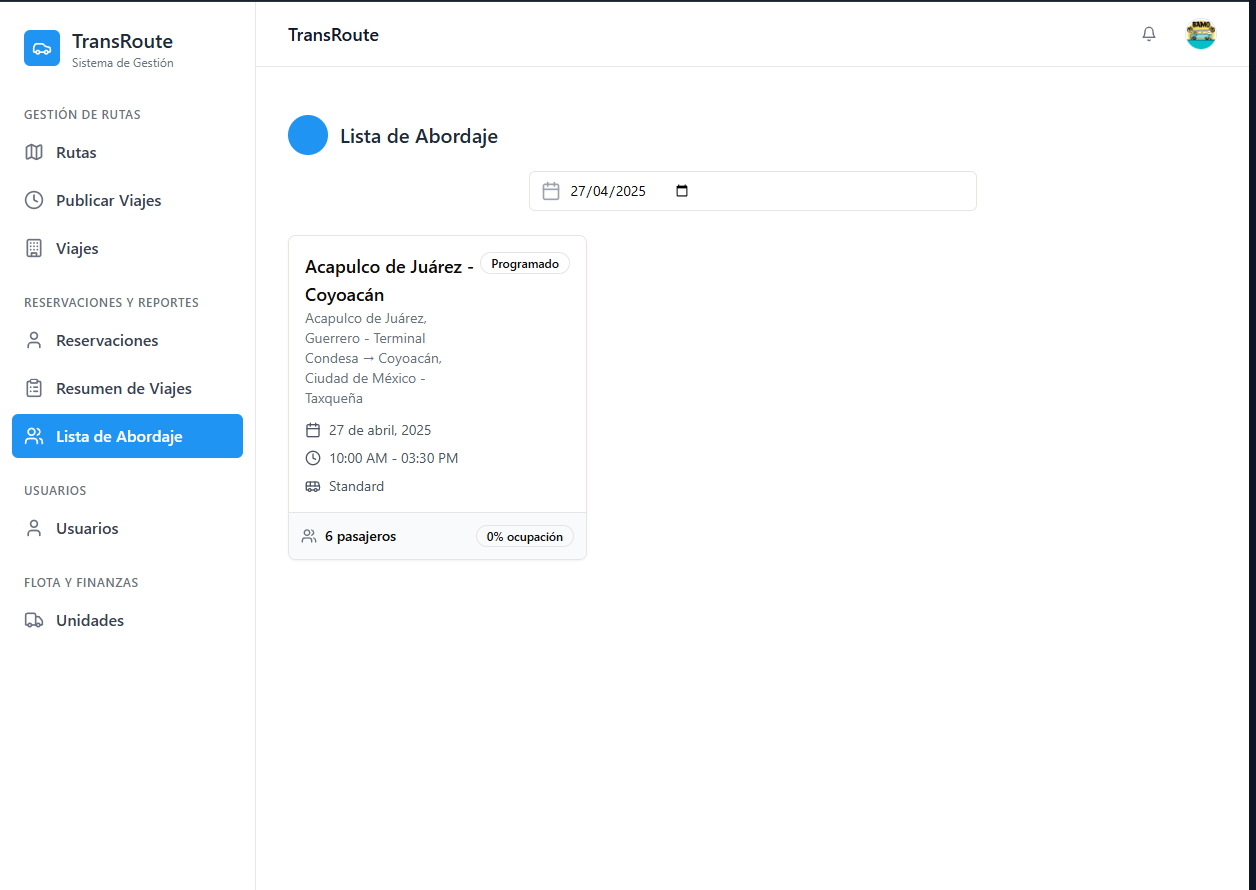 TransRoute
Sistema de Gestión
GESTIÓN DE RUTAS
Rutas
Publicar Viajes
Viajes
RESERVACIONES Y REPORTES
Reservaciones
Resumen de Viajes
Lista de Abordaje
USUARIOS
Usuarios
FLOTA Y FINANZAS
Unidades
TransRoute
BAMO
Lista de Abordaje
27/04/2025
Acapulco de Juárez -
Coyoacán
Programado
Acapulco de Juárez,
Guerrero - Terminal
Condesa → Coyoacán,
Ciudad de México -
Taxqueña
27 de abril, 2025
10:00 AM - 03:30 PM
Standard
6 pasajeros
0% ocupación